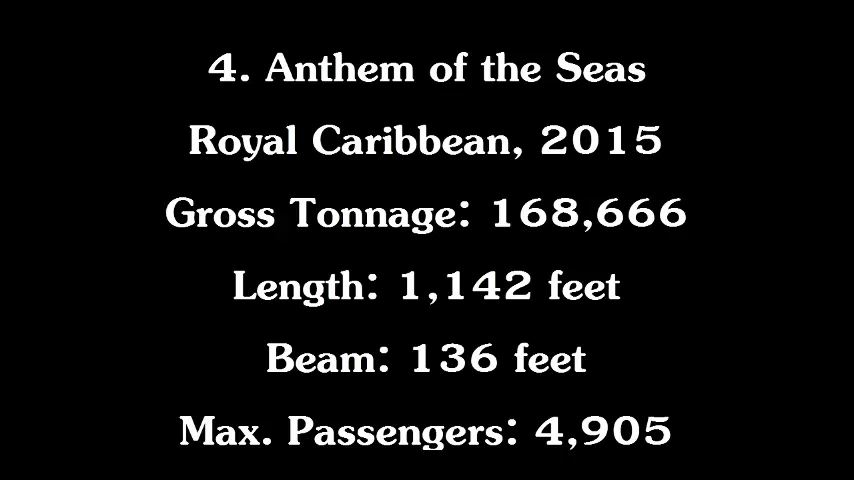 4. Anthem of the Seas
Royal Caribbean, 2015
Gross Tonnage: 168,666
Length: 1,142 feet
Beam: 136 feet
Max. Passengers: 4,905